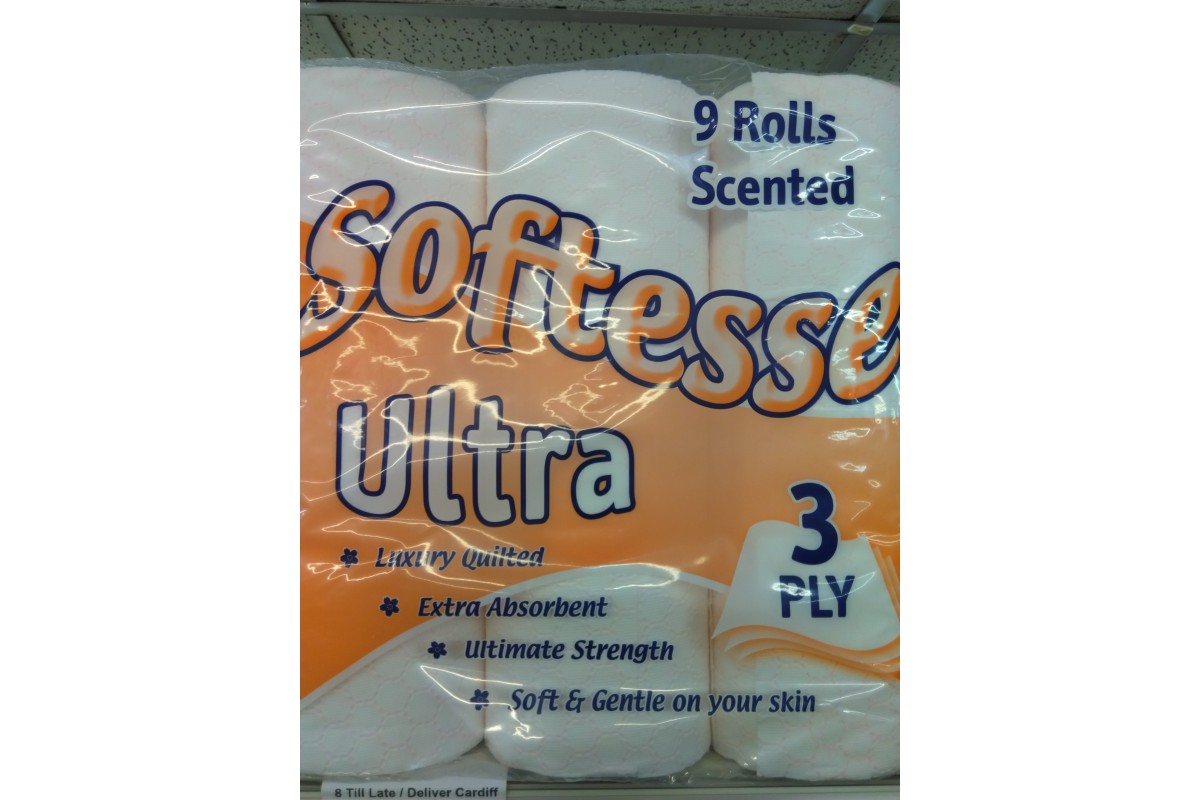 9 Rolls
Scented
Softesse
Ultra
3
PLY
Luxury Quilted
Extra Absorbent
Ultimate Strength
Soft & Gentle on your skin
8 Till Late / Deliver Cardiff